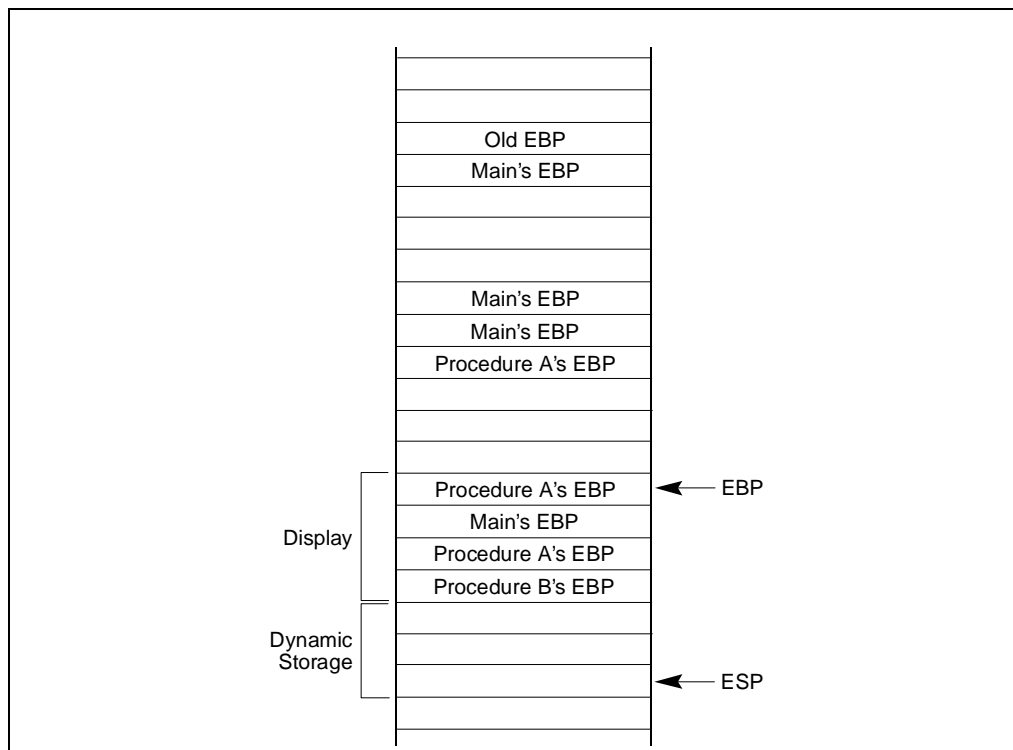 Old EBP
Main's EBP
Main's EBP
Main's EBP
Procedure A's EBP
Procedure A's EBP
EBP
Main's EBP
Display
Procedure A's EBP
Procedure B's EBP
Dynamic
Storage
ESP